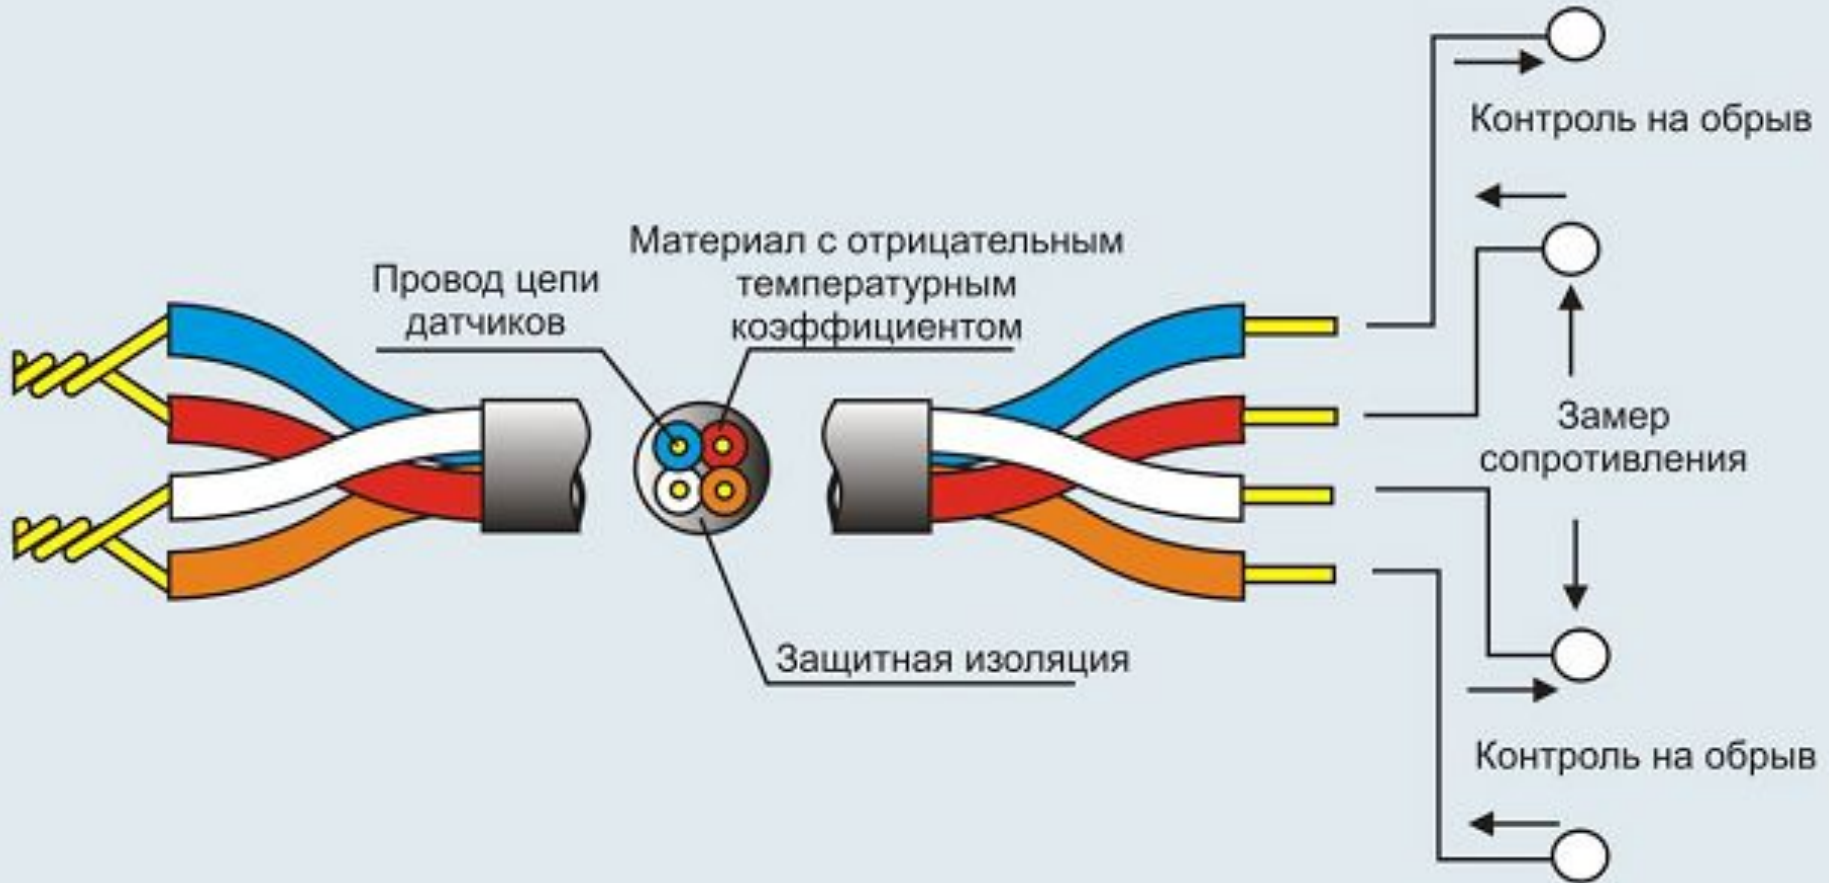 Контроль на обрыв
Материал с отрицательным
температурным
коэффициентом
Провод цепи
датчиков
Замер
сопротивления
Защитная изоляция
Контроль на обрыв